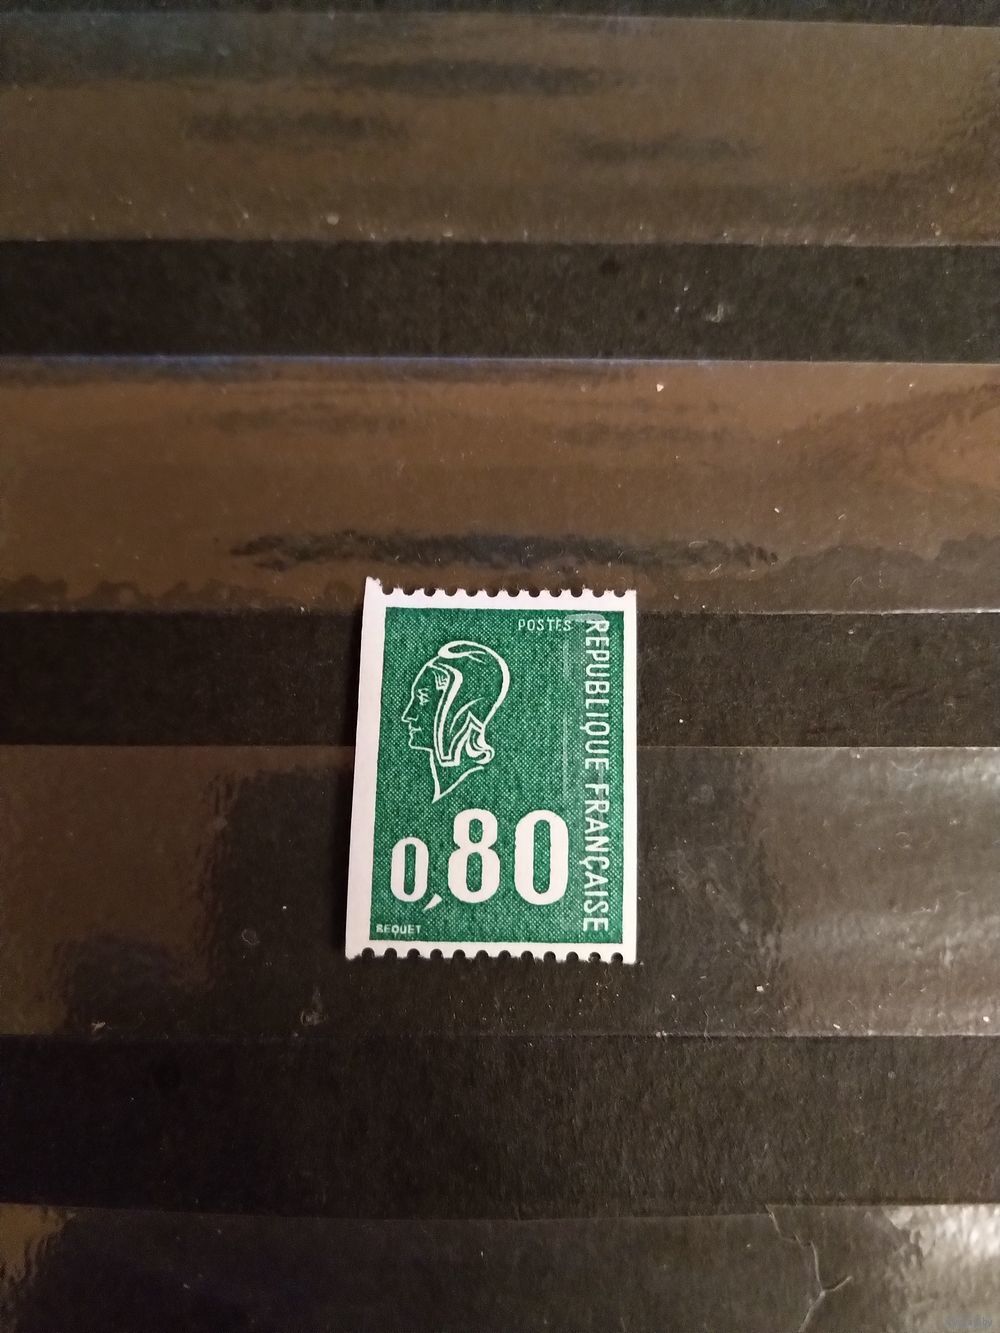 POSTES
REPUBLIQUE FRANÇAISE
0,80
BEQUET